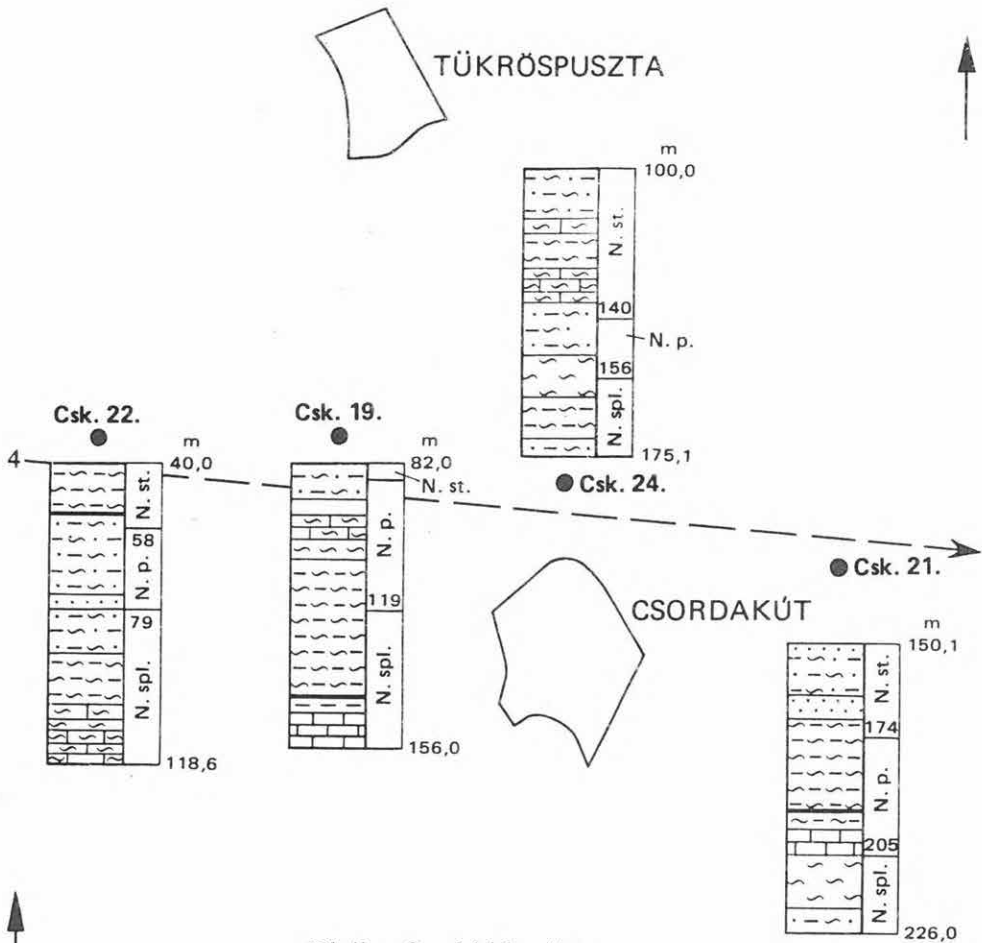 TÜKRÖSPUSZTA
m
100,0
N. st.
140
N. p.
156
N. spl.
175,1
Csk. 24.
Csk. 22.
m
4
40,0
N. st.
58
N. p.
79
N. spl.
118,6
Csk. 19.
m
82,0
N. st.
N. p.
119
N. spl.
156,0
CSORDAKÚT
Csk. 21.
m
150,1
N. st.
174
N. p.
205
N. spl.
226,0